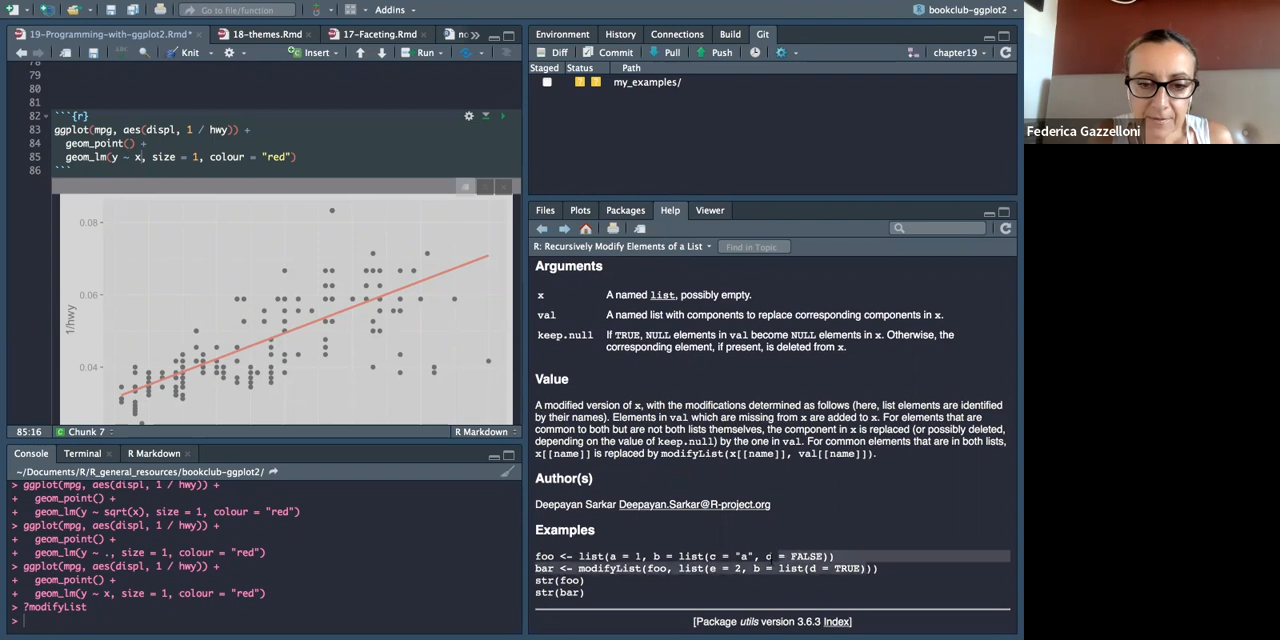 Go to file/function
Addins
bookclub-ggplot2
19-Programming-with-ggplot2.Rmd*
18-themes.Rmd
17-Faceting.Rmd
Knit
Insert
Run
78
79
80
81
82 ```{r}
83 ggplot(mpg, aes(displ, 1 / hwy)) +
84 geom_point() +
85 geom_lm(y ~ x, size = 1, colour = "red")
86 ```
0.08
0.06
0.04
1/hwy
85:16 Chunk 7 R Markdown
Console Terminal R Markdown
~/Documents/R/R_general_resources/bookclub-ggplot2/
> ggplot(mpg, aes(displ, 1 / hwy)) +
+ geom_point() +
+ geom_lm(y ~ sqrt(x), size = 1, colour = "red")
> ggplot(mpg, aes(displ, 1 / hwy)) +
+ geom_point() +
+ geom_lm(y ~ ., size = 1, colour = "red")
> ggplot(mpg, aes(displ, 1 / hwy)) +
+ geom_point() +
+ geom_lm(y ~ x, size = 1, colour = "red")
> ?modifyList
>
Environment History Connections Build Git
Diff Commit Pull Push chapter19
Staged Status Path
? ? my_examples/
Files Plots Packages Help Viewer
R: Recursively Modify Elements of a List Find in Topic
Arguments
x A named list, possibly empty.
val A named list with components to replace corresponding components in x.
keep.null If TRUE, NULL elements in val become NULL elements in x. Otherwise, the
corresponding element, if present, is deleted from x.
Value
A modified version of x, with the modifications determined as follows (here, list elements are identified
by their names). Elements in val which are missing from x are added to x. For elements that are
common to both but are not both lists themselves, the component in x is replaced (or possibly deleted,
depending on the value of keep.null) by the one in val. For common elements that are in both lists,
x[[name]] is replaced by modifyList(x[[name]], val[[name]]).
Author(s)
Deepayan Sarkar Deepayan.Sarkar@R-project.org
Examples
foo <- list(a = 1, b = list(c = "a", d = FALSE))
bar <- modifyList(foo, list(e = 2, b = list(d = TRUE)))
str(foo)
str(bar)
[Package utils version 3.6.3 Index]
Federica Gazzelloni